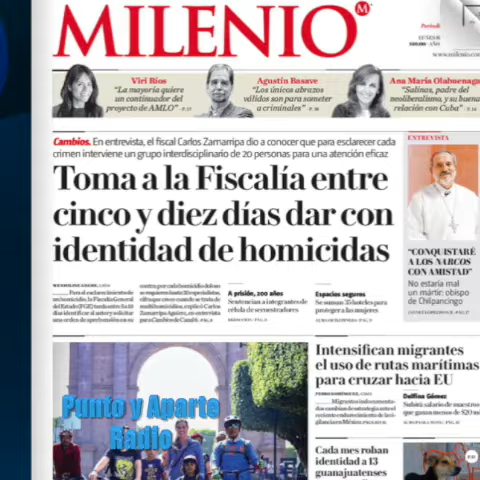 MILENIO
M
Viri Ríos
Agustín Basave
Ana María Olabuenaga
“La mayoría quiere
un continuador del
proyecto de AMLO”
“Los únicos abrazos
válidos son para someter
a criminales”
“Salinas, padre del
neoliberalismo, y su buena
relación con Cuba”
Cambios. En entrevista, el fiscal Carlos Zamarripa dio a conocer que para esclarecer cada
crimen interviene un grupo interdisciplinario de 20 personas para una atención eficaz
Toma a la Fiscalía entre
cinco y diez días dar con
identidad de homicidas
ENTREVISTA
“CONQUISTARÉ
A LOS NARCOS
CON AMISTAD”
No estaría mal
un mártir: obispo
de Chilpancingo
A prisión, 200 años
Sentencian a integrantes de
célula de secuestradores
Espacios seguros
Se suman 35 hoteles para
proteger a las mujeres
Punto y Aparte
Radio
Intensifican migrantes
el uso de rutas marítimas
para cruzar hacia EU
Delfina Gómez
Cada mes roban
identidad a 13
guanajuatenses